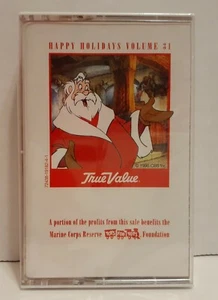 HAPPY HOLIDAYS VOLUME 31
True Value
A portion of the profits from this sale benefits the
Marine Corps Reserve Foundation